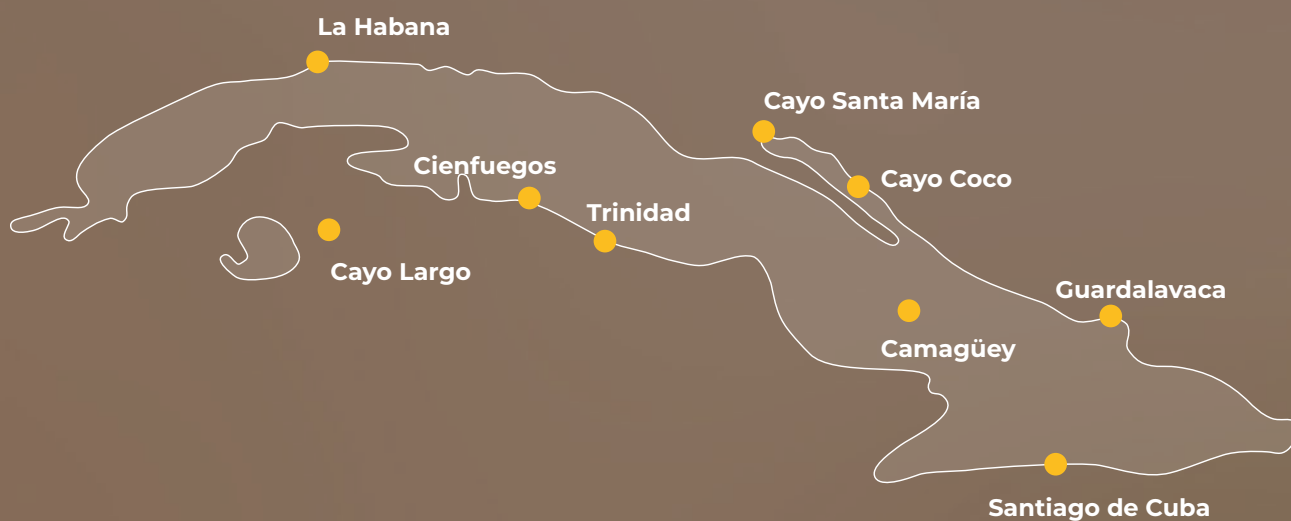 La Habana
Cayo Santa María
Cienfuegos
Cayo Coco
Trinidad
Cayo Largo
Guardalavaca
Camagüey
Santiago de Cuba